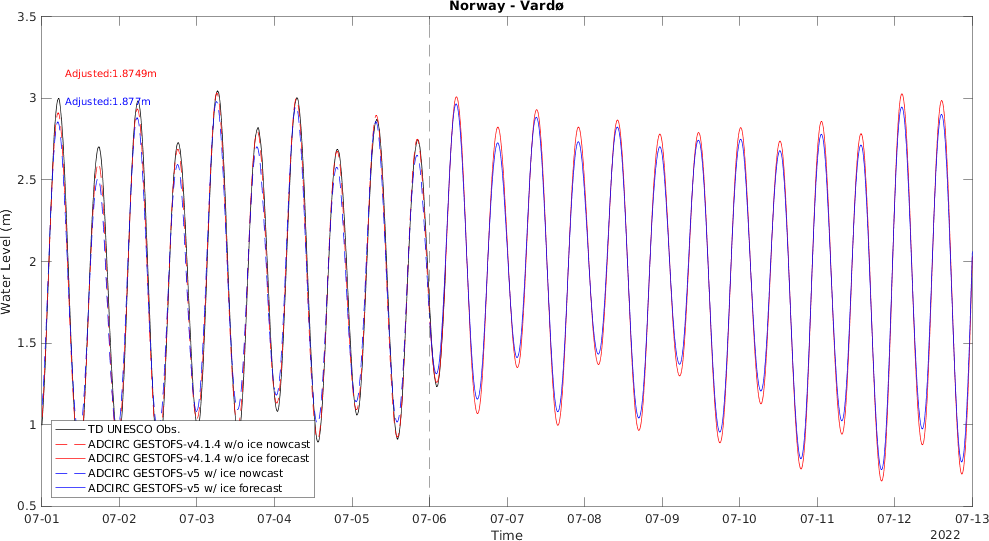 Norway - Vardø
3.5
3
2.5
2
1.5
1
0.5
Water Level (m)
Adjusted:1.8749m
Adjusted:1.877m
TD UNESCO Obs.
ADCIRC GESTOFS-v4.1.4 w/o ice nowcast
ADCIRC GESTOFS-v4.1.4 w/o ice forecast
ADCIRC GESTOFS-v5 w/ ice nowcast
ADCIRC GESTOFS-v5 w/ ice forecast
07-01 07-02 07-03 07-04 07-05 07-06 07-07 07-08 07-09 07-10 07-11 07-12 07-13
Time
2022